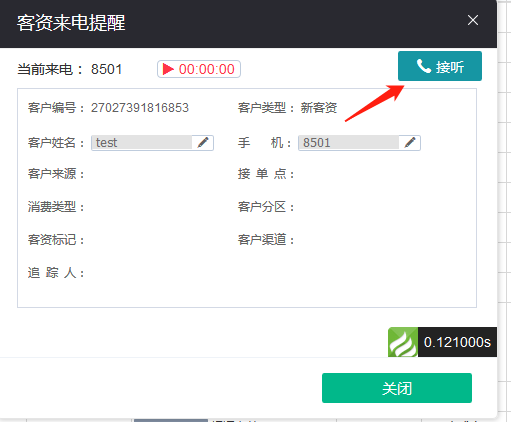 客资来电提醒
当前来电： 8501 00:00:00 接听
客户编号： 27027391816853 客户类型： 新客资
客户姓名： test 手 机： 8501
客户来源： 接 单 点：
消费类型： 客户分区：
客资标记： 客户渠道：
追 踪 人：
0.121000s
关闭